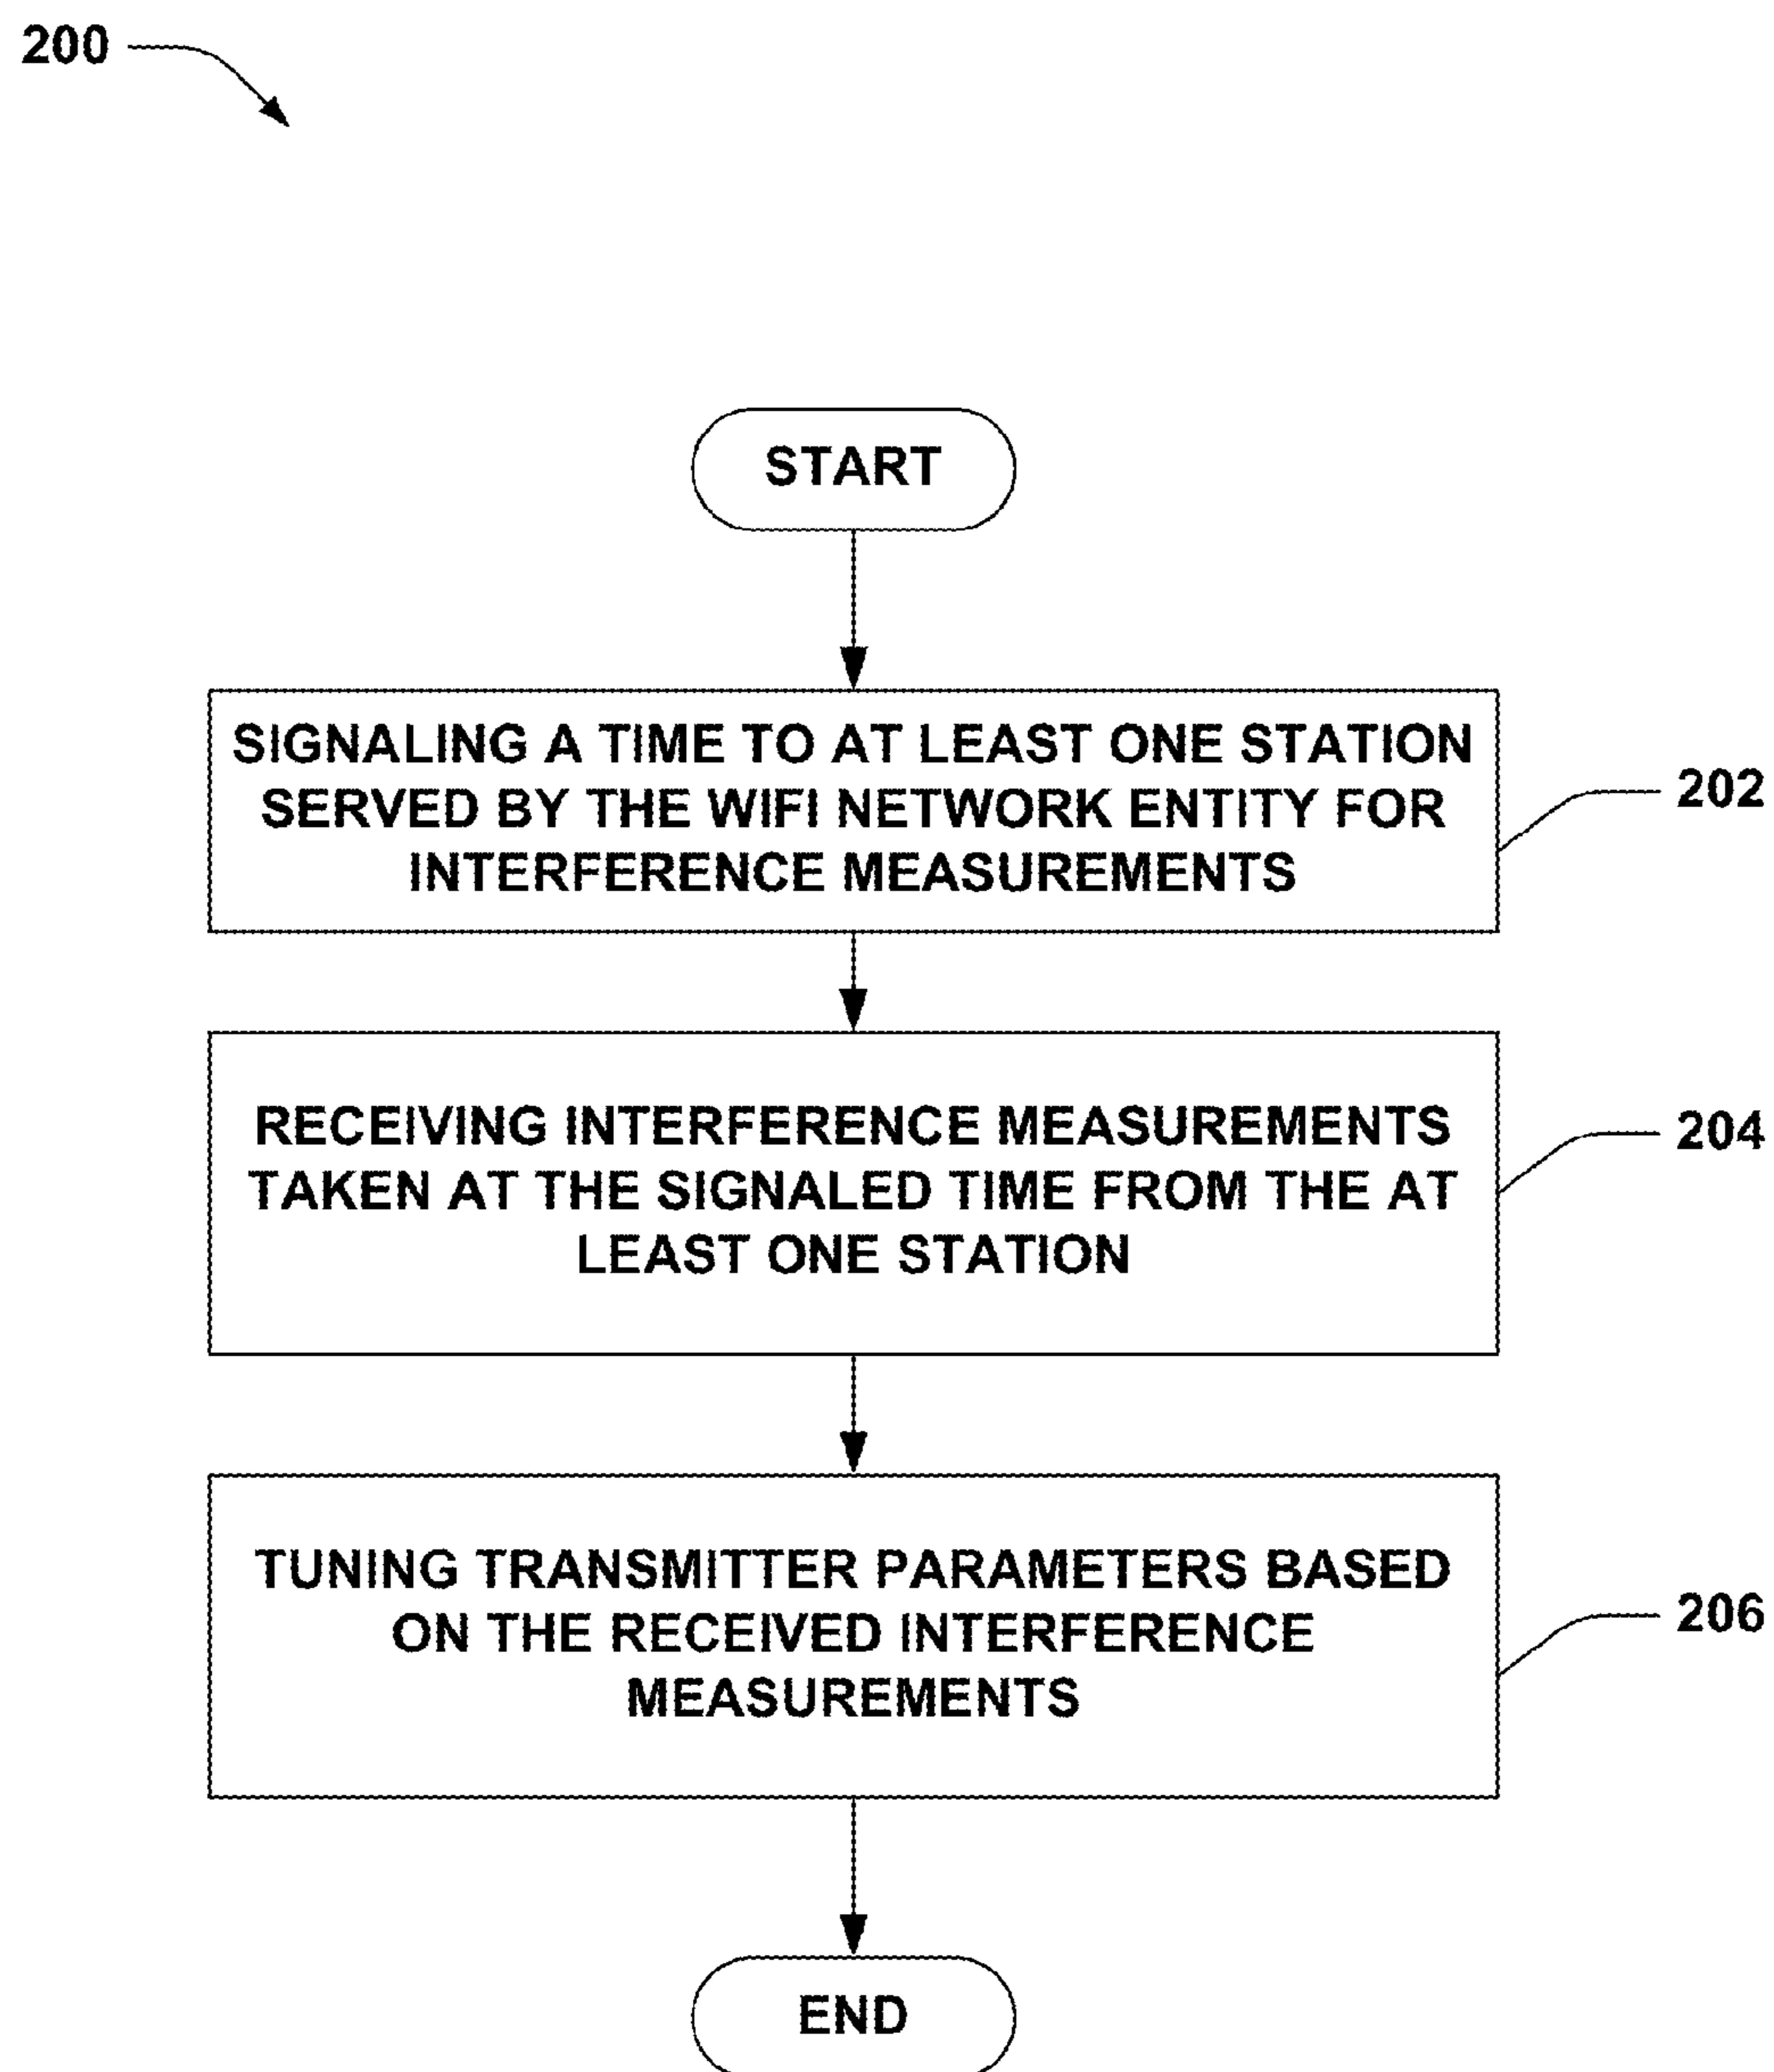 200
START
SIGNALING A TIME TO AT LEAST ONE STATION
SERVED BY THE WIFI NETWORK ENTITY FOR
INTERFERENCE MEASUREMENTS
202
RECEIVING INTERFERENCE MEASUREMENTS
TAKEN AT THE SIGNALED TIME FROM THE AT
LEAST ONE STATION
204
TUNING TRANSMITTER PARAMETERS BASED
ON THE RECEIVED INTERFERENCE
MEASUREMENTS
206
END